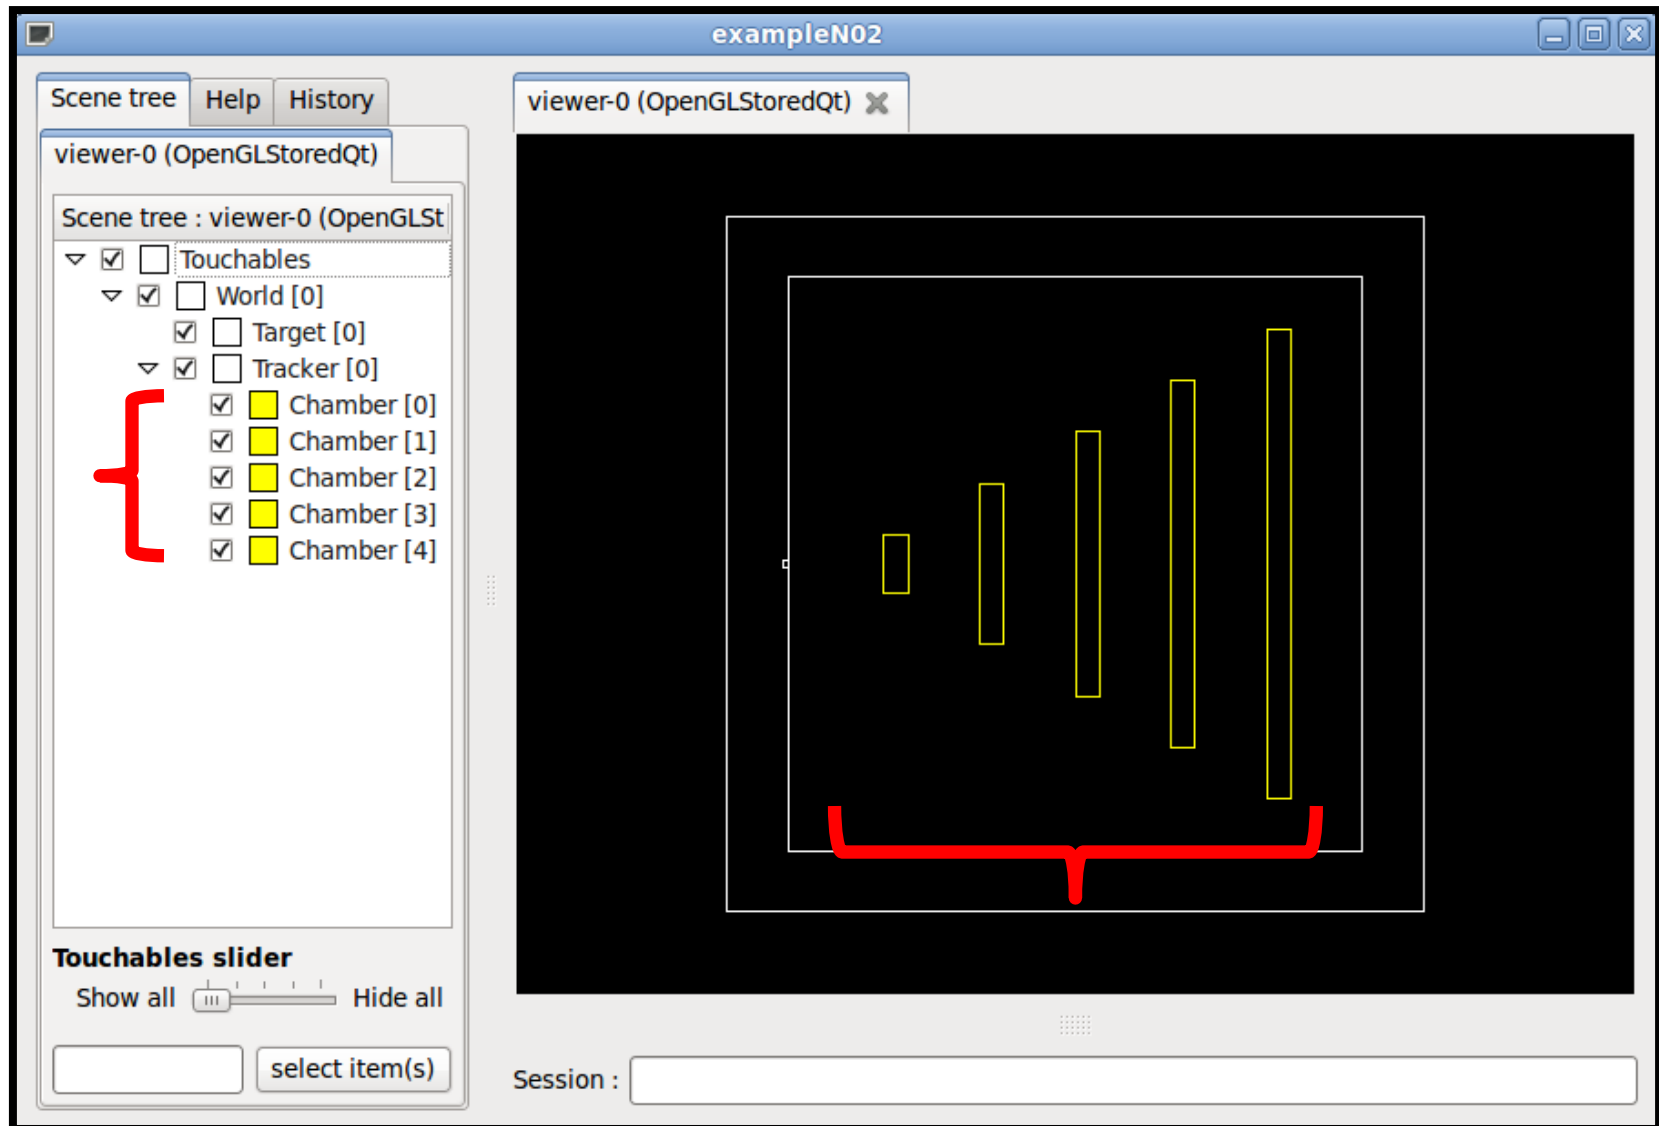 exampleN02
Scene tree
Help
History
viewer-0 (OpenGLStoredQt)
viewer-0 (OpenGLStoredQt)
Scene tree : viewer-0 (OpenGLSt
Touchables
World [0]
Target [0]
Tracker [0]
Chamber [0]
Chamber [1]
Chamber [2]
Chamber [3]
Chamber [4]
Touchables slider
Show all
Hide all
select item(s)
Session :